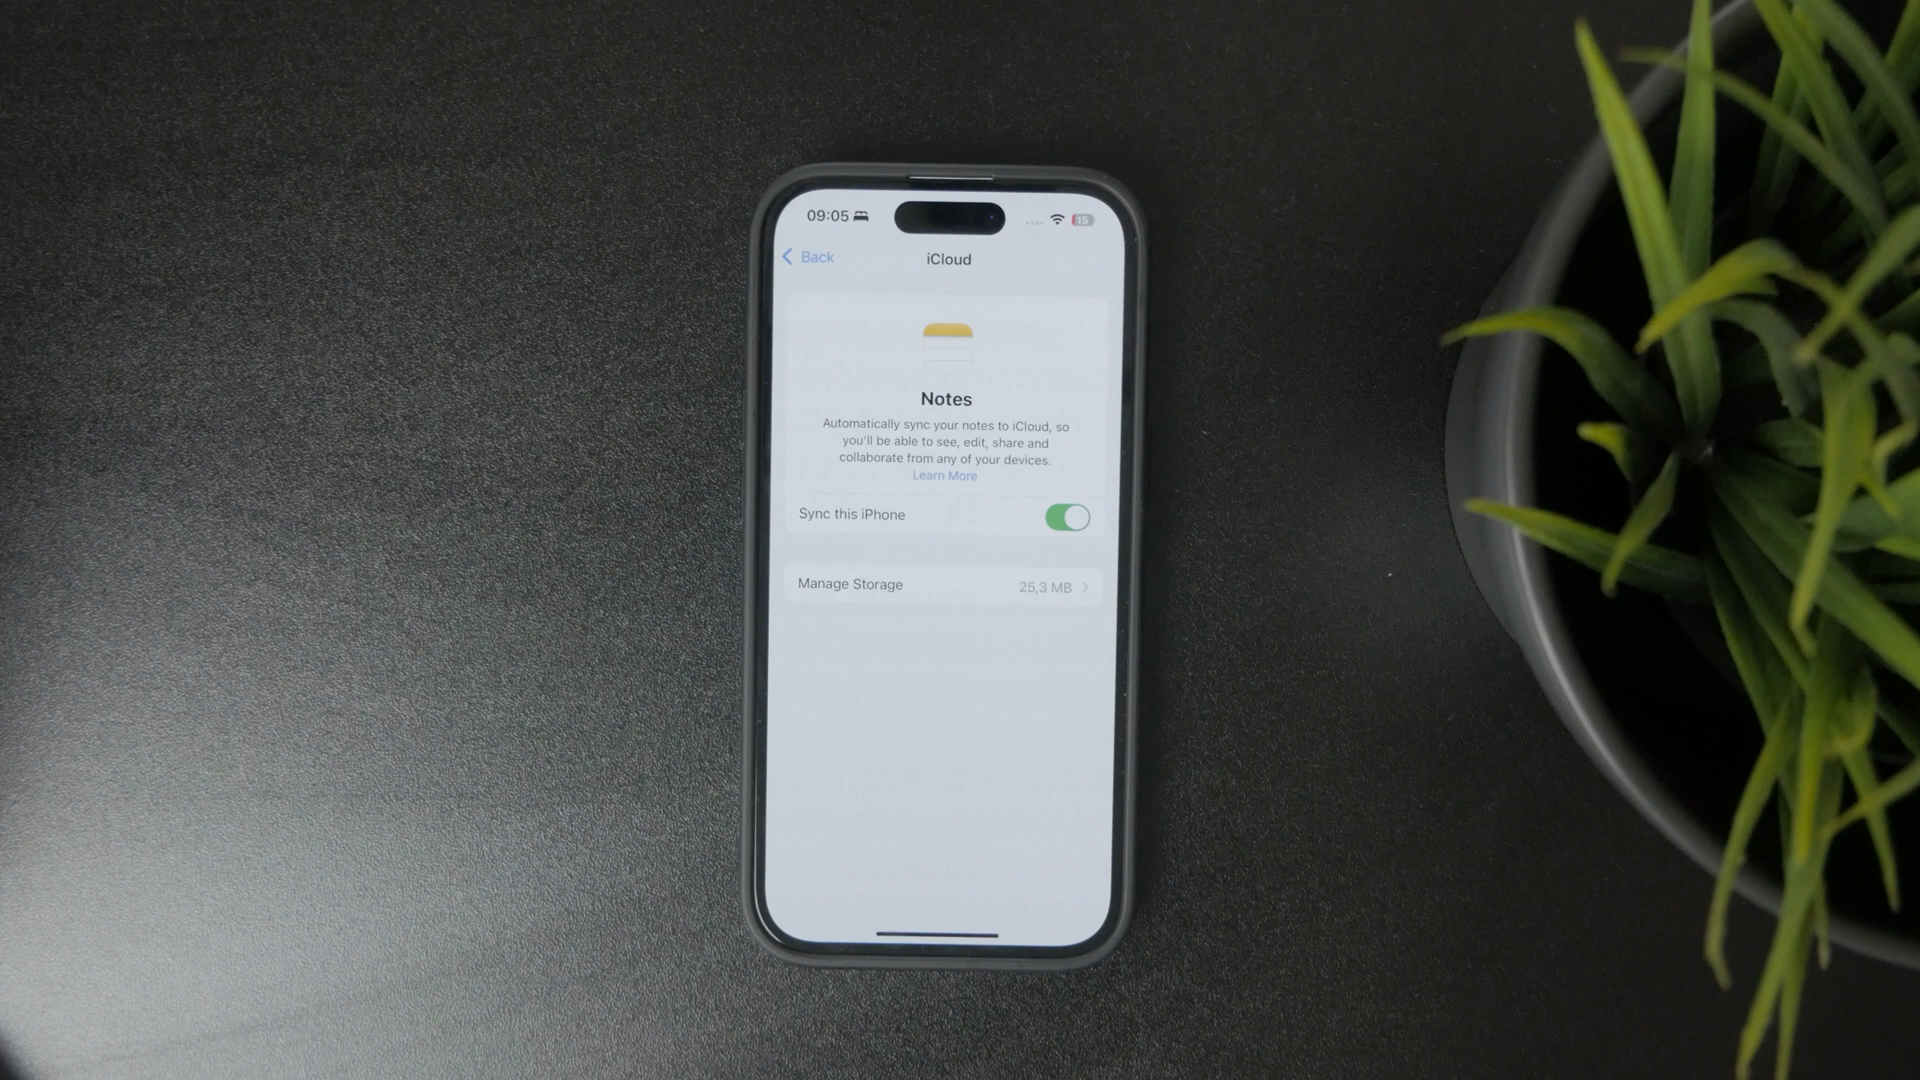 09:05
15
Back
iCloud
Notes
Automatically sync your notes to iCloud, so
you'll be able to see, edit, share and
collaborate from any of your devices.
Learn More
Sync this iPhone
Manage Storage 25,3 MB